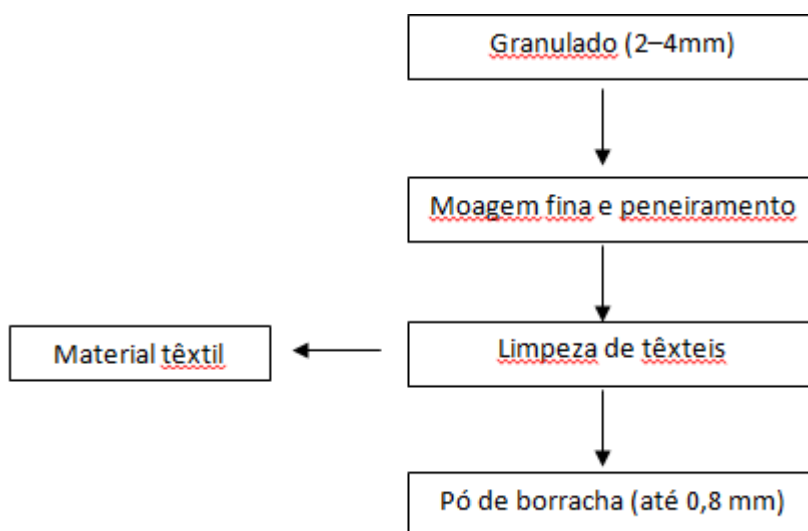 Granulado (2–4mm)
Moagem fina e peneiramento
Limpeza de têxteis
Material têxtil
Pó de borracha (até 0,8 mm)